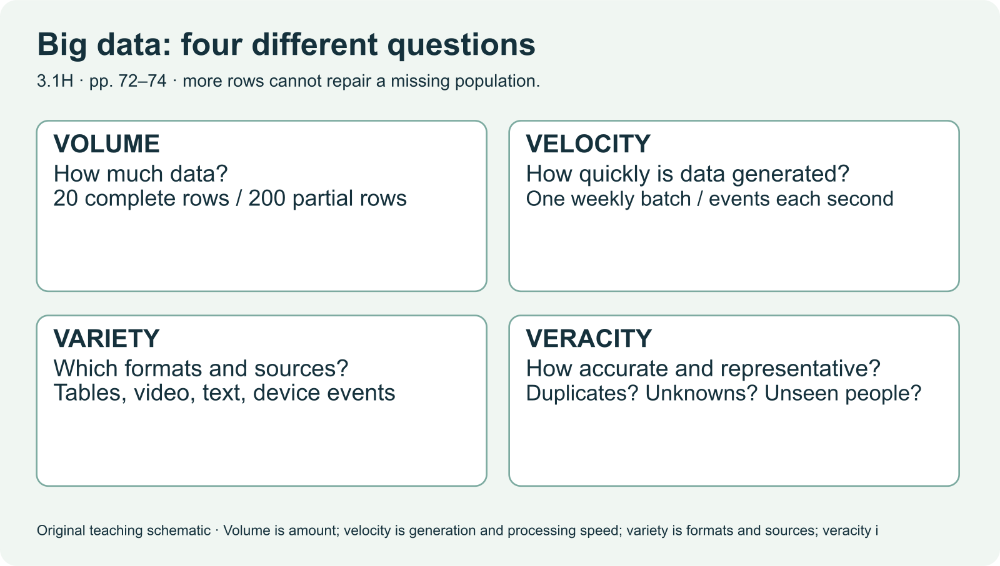 Big data: four different questions
3.1H · pp. 72–74 · more rows cannot repair a missing population.
VOLUME
How much data?
20 complete rows / 200 partial rows
VELOCITY
How quickly is data generated?
One weekly batch / events each second
VARIETY
Which formats and sources?
Tables, video, text, device events
VERACITY
How accurate and representative?
Duplicates? Unknowns? Unseen people?
Original teaching schematic · Volume is amount; velocity is generation and processing speed; variety is formats and sources; veracity i